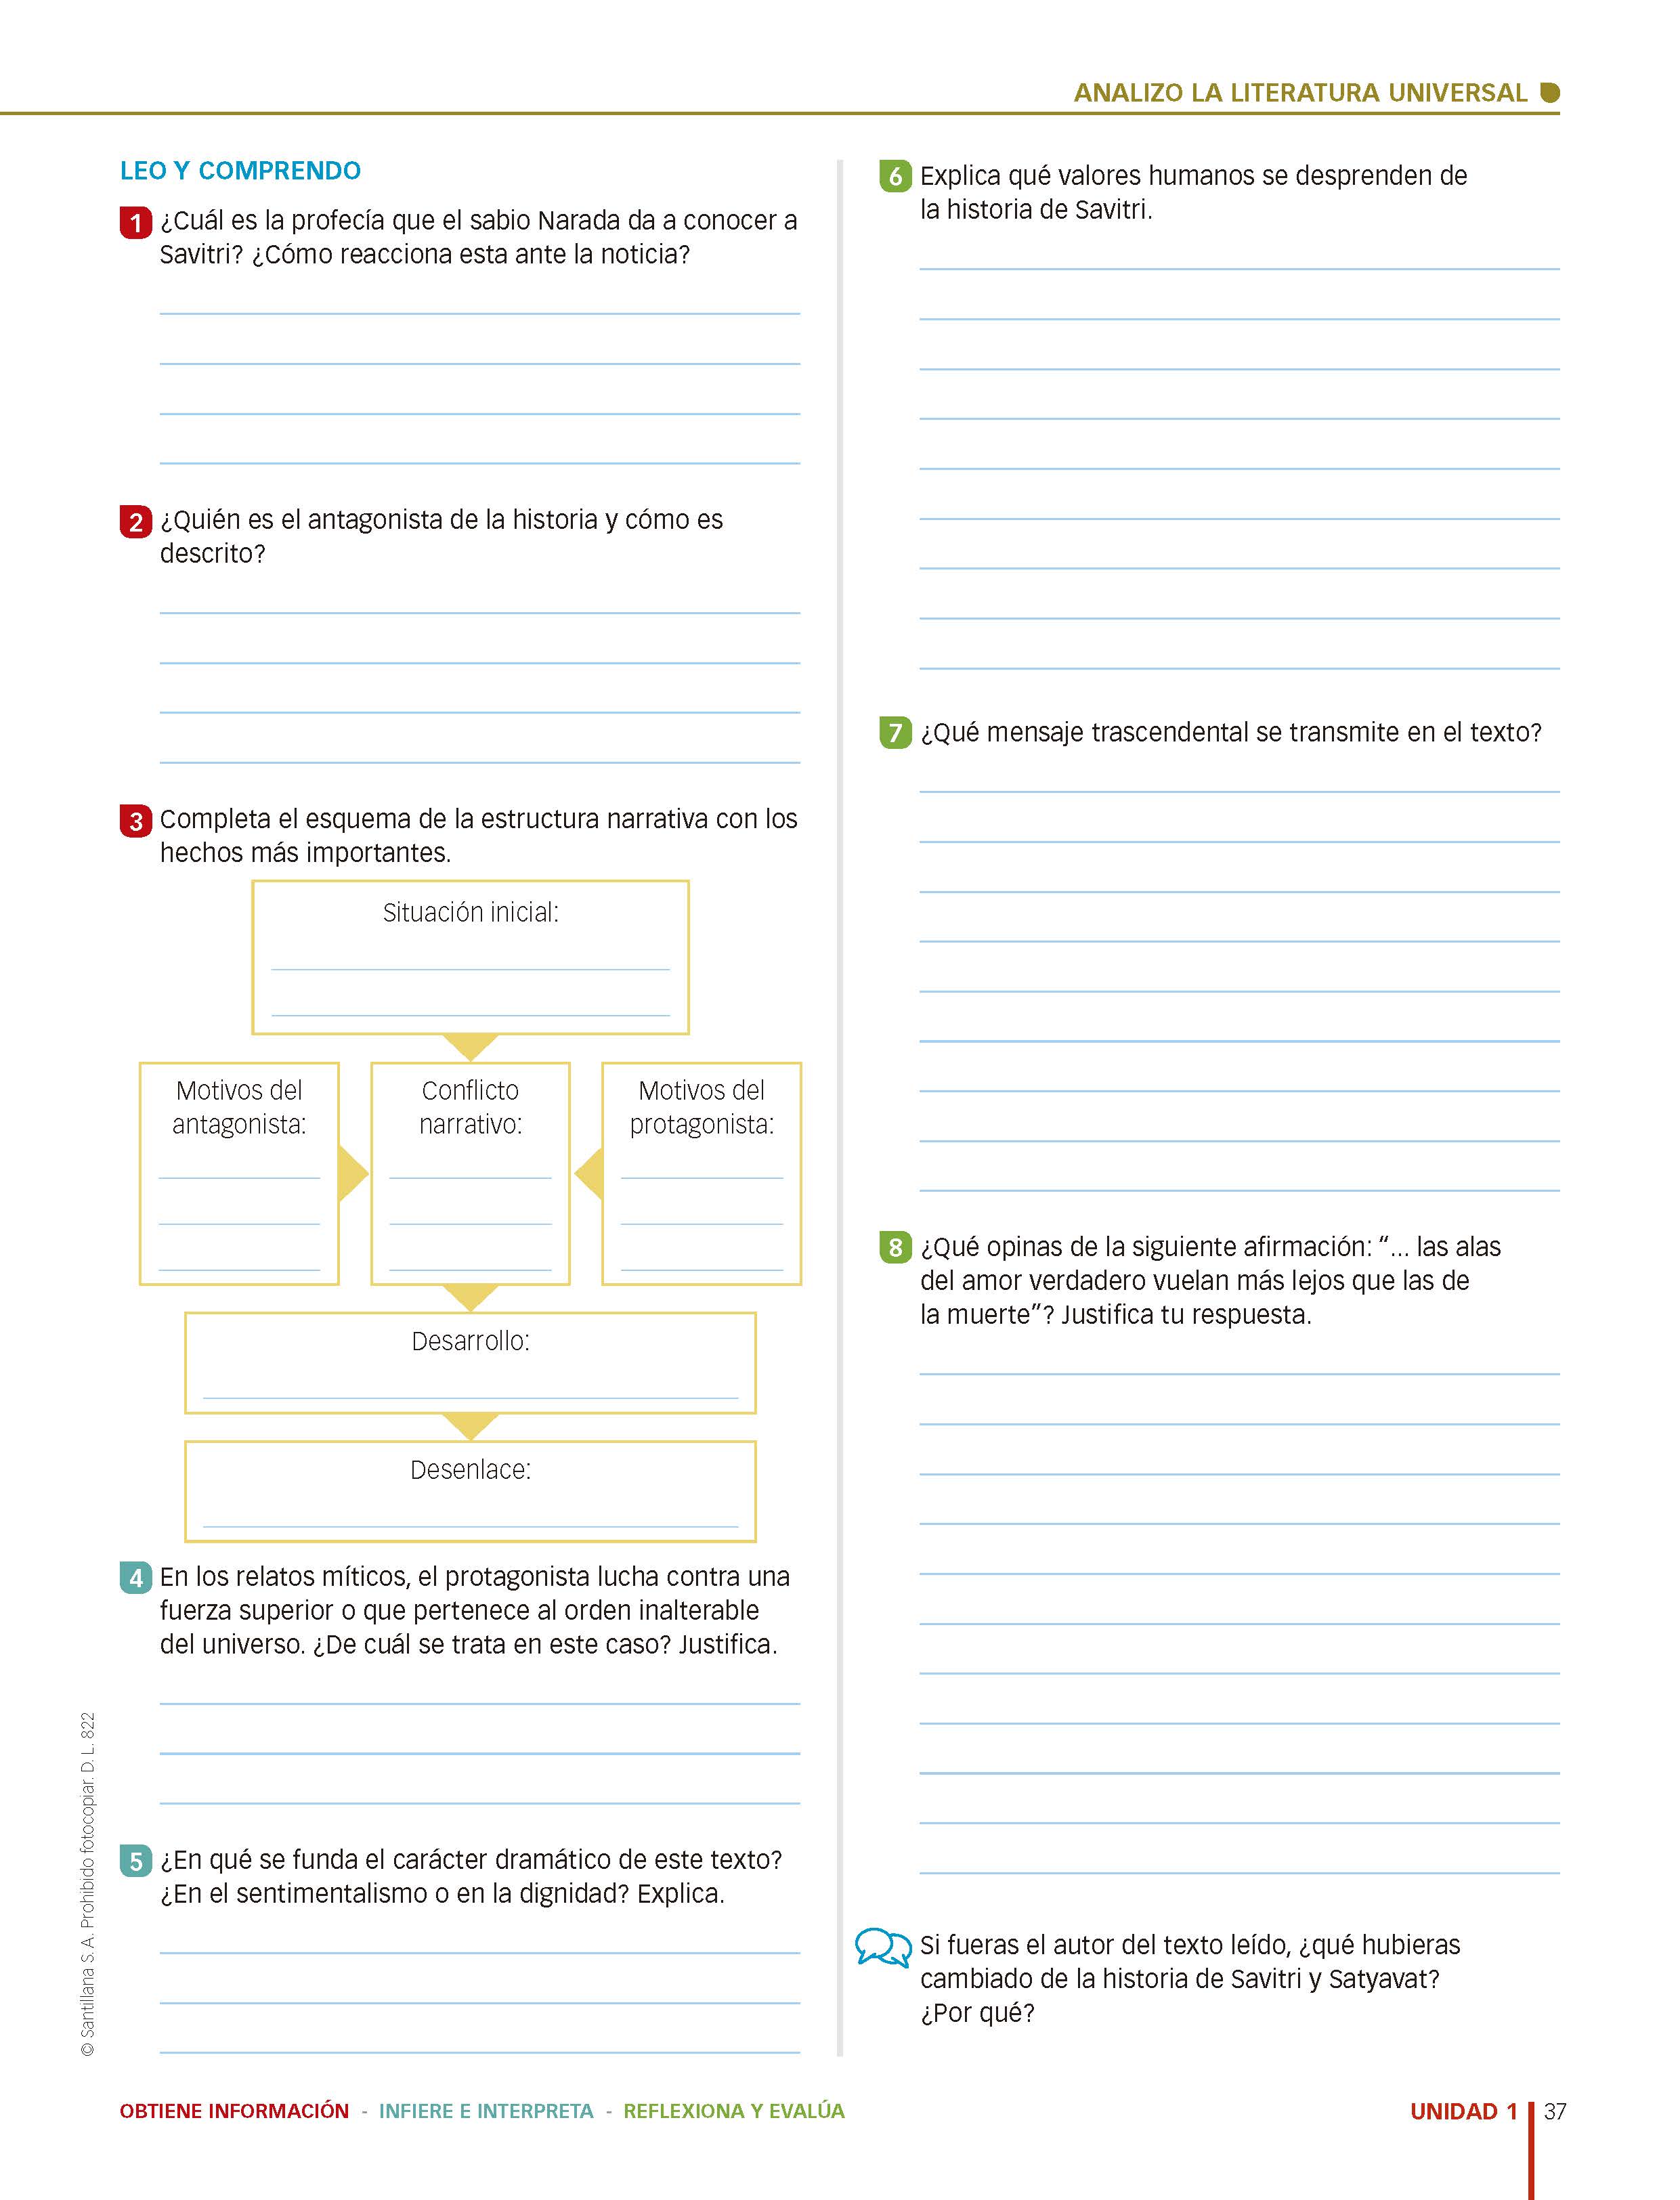 ANALIZO LA LITERATURA UNIVERSAL
LEO Y COMPRENDO
1 ¿Cuál es la profecía que el sabio Narada da a conocer a
Savitri? ¿Cómo reacciona esta ante la noticia?
2 ¿Quién es el antagonista de la historia y cómo es
descrito?
3 Completa el esquema de la estructura narrativa con los
hechos más importantes.
Situación inicial:
Motivos del
antagonista:
Conflicto
narrativo:
Motivos del
protagonista:
Desarrollo:
Desenlace:
4 En los relatos míticos, el protagonista lucha contra una
fuerza superior o que pertenece al orden inalterable
del universo. ¿De cuál se trata en este caso? Justifica.
5 ¿En qué se funda el carácter dramático de este texto?
¿En el sentimentalismo o en la dignidad? Explica.
6 Explica qué valores humanos se desprenden de
la historia de Savitri.
7 ¿Qué mensaje trascendental se transmite en el texto?
8 ¿Qué opinas de la siguiente afirmación: “... las alas
del amor verdadero vuelan más lejos que las de
la muerte”? Justifica tu respuesta.
Si fueras el autor del texto leído, ¿qué hubieras
cambiado de la historia de Savitri y Satyavat?
¿Por qué?
© Santillana S. A. Prohibido fotocopiar. D. L. 822
OBTIENE INFORMACIÓN - INFIERE E INTERPRETA - REFLEXIONA Y EVALÚA
UNIDAD 1 37